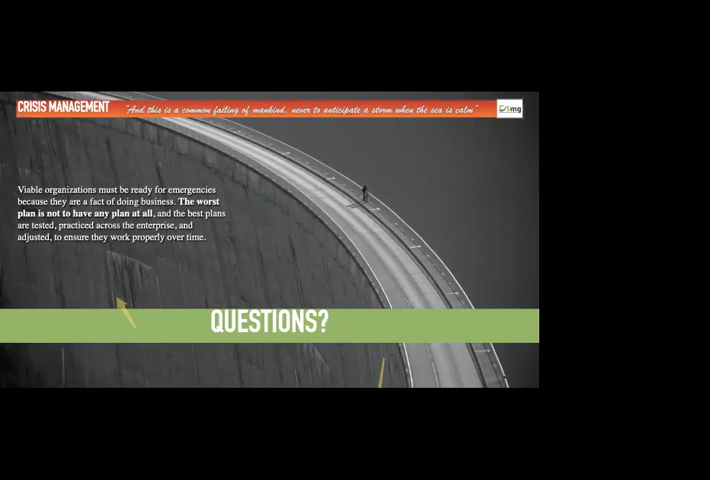 CRISIS MANAGEMENT "And this is a common failing of mankind, never to anticipate a storm when the sea is calm"
5mg
Viable organizations must be ready for emergencies
because they are a fact of doing business. The worst
plan is not to have any plan at all, and the best plans
are tested, practiced across the enterprise, and
adjusted, to ensure they work properly over time.
QUESTIONS?